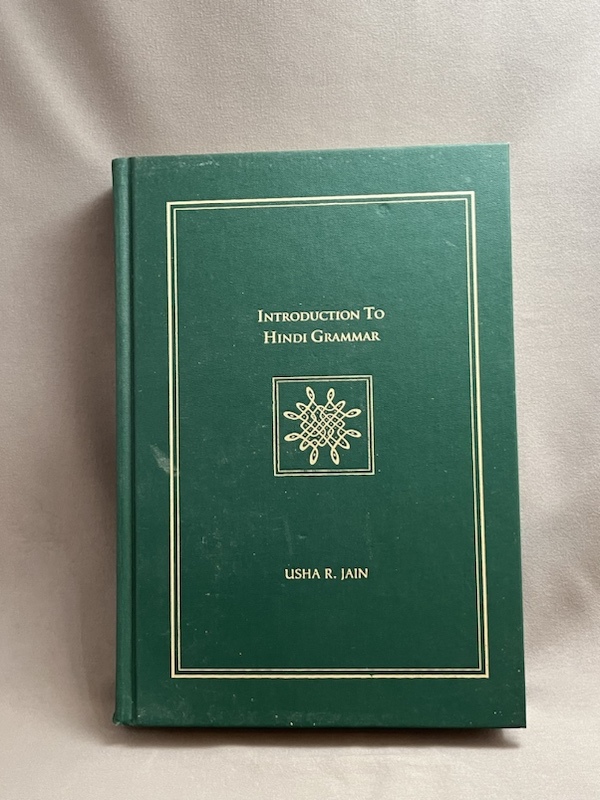 INTRODUCTION TO
HINDI GRAMMAR
USHA R. JAIN